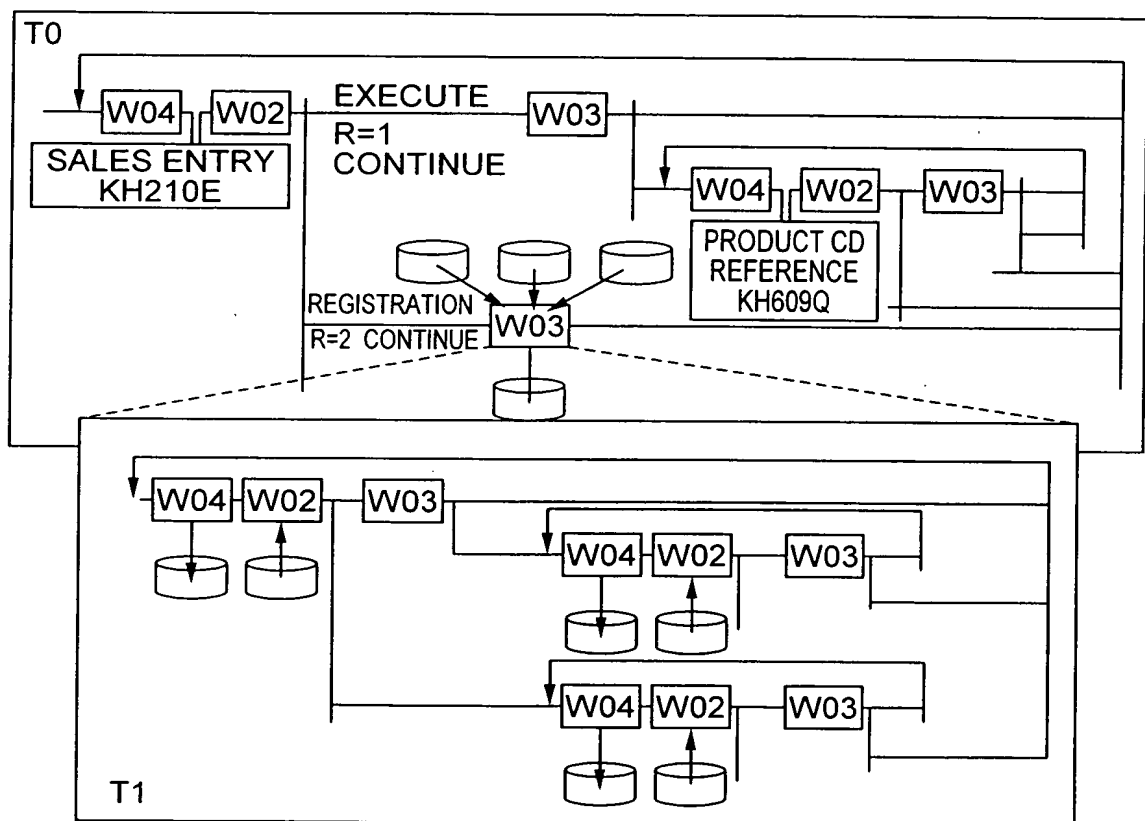 T0
W04 W02 EXECUTE W03
R=1
CONTINUE
SALES ENTRY
KH210E
W04 W02 W03
PRODUCT CD
REFERENCE
KH609Q
REGISTRATION W03
R=2 CONTINUE
W04 W02 W03
W04 W02 W03
W04 W02 W03
T1